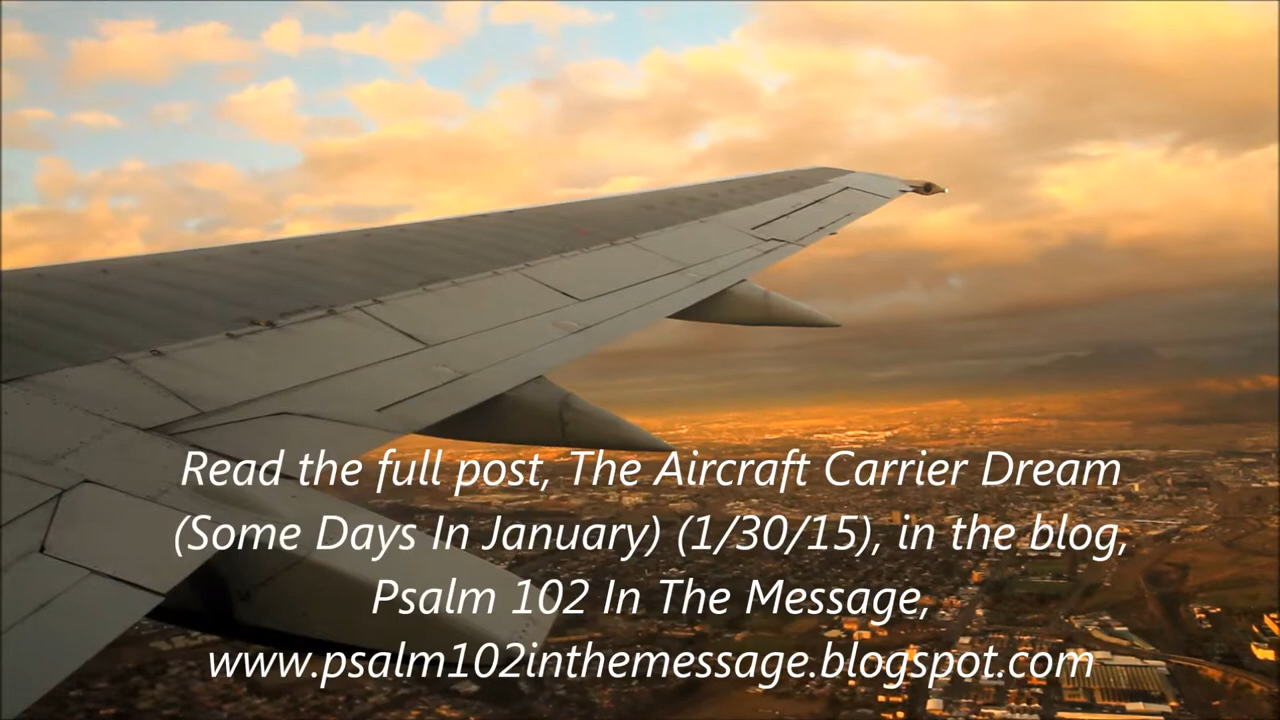 Read the full post, The Aircraft Carrier Dream
(Some Days In January) (1/30/15), in the blog,
Psalm 102 In The Message,
www.psalm102inthemessage.blogspot.com